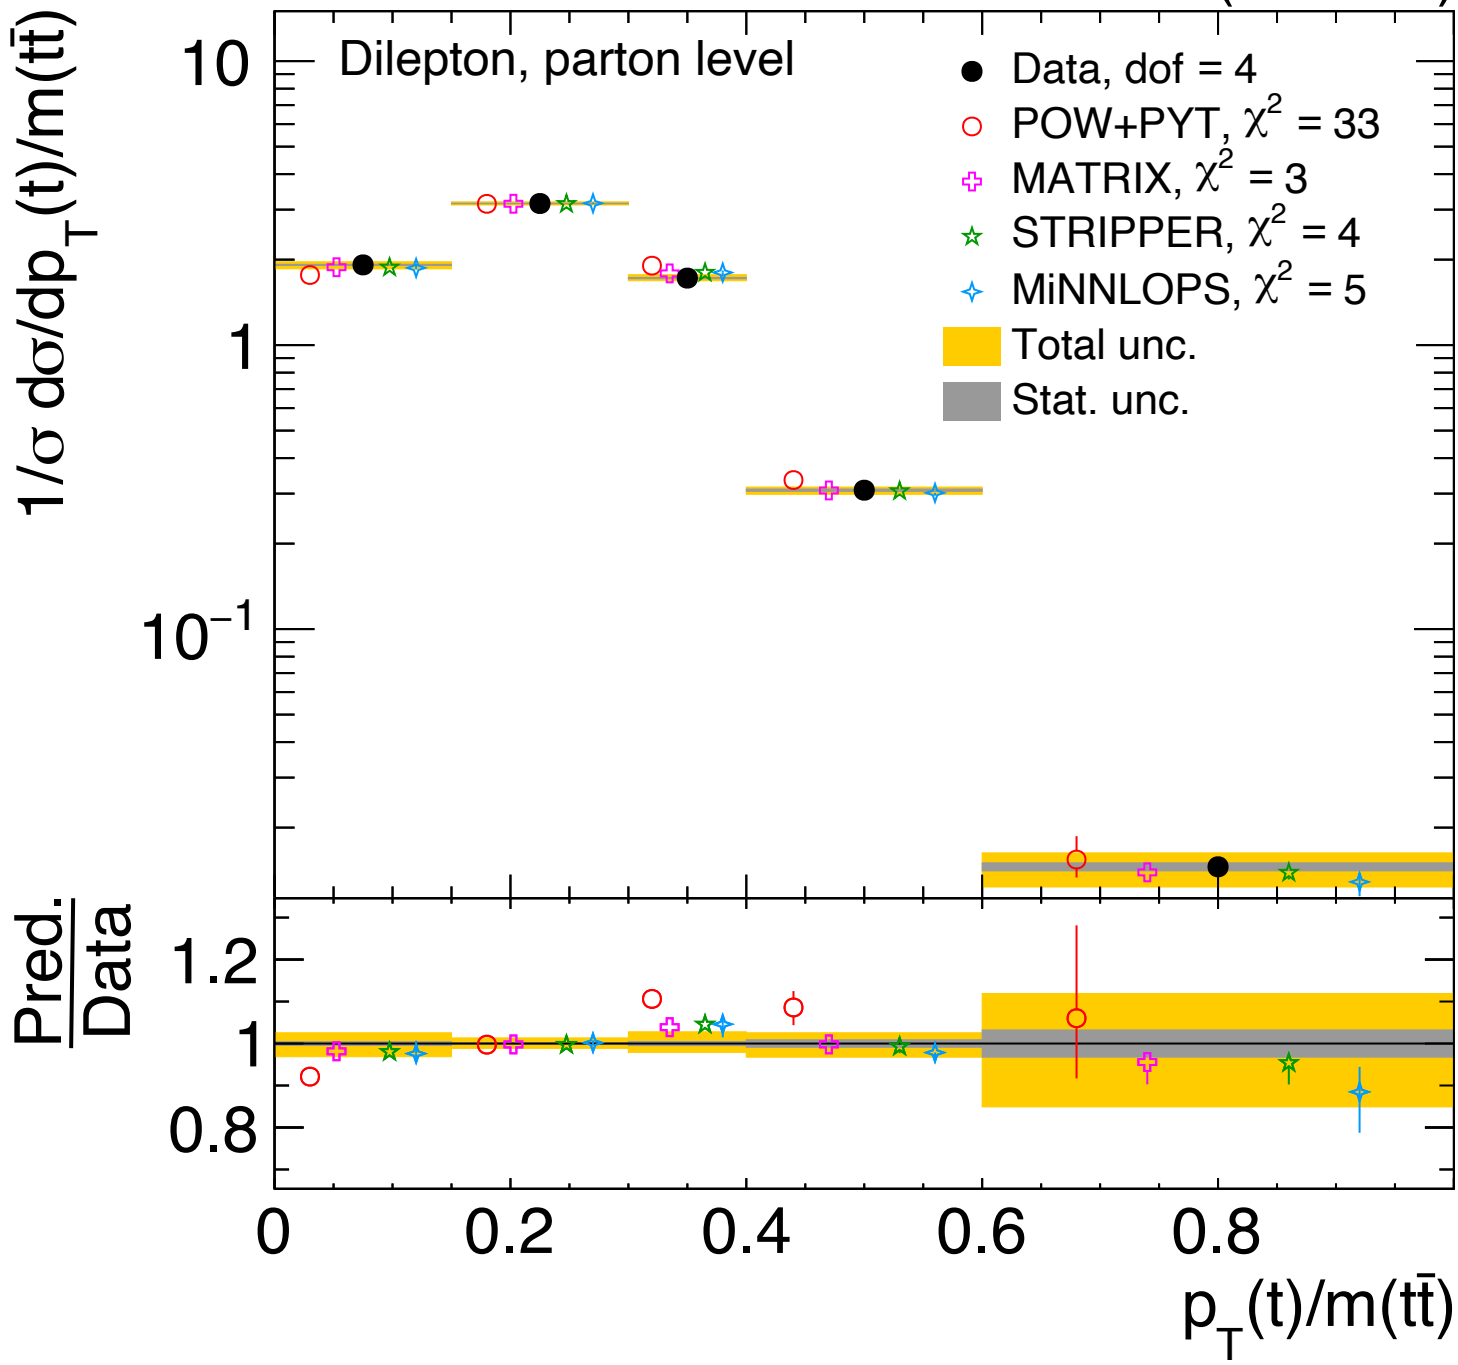 Dilepton, parton level
Data, dof = 4
POW+PYT, χ² = 33
MATRIX, χ² = 3
STRIPPER, χ² = 4
MiNNLOPS, χ² = 5
Total unc.
Stat. unc.
1/σ dσ/dp_T(t)/m(tt̄)
10
1
10⁻¹
Pred.
Data
1.2
1
0.8
0 0.2 0.4 0.6 0.8
p_T(t)/m(tt̄)